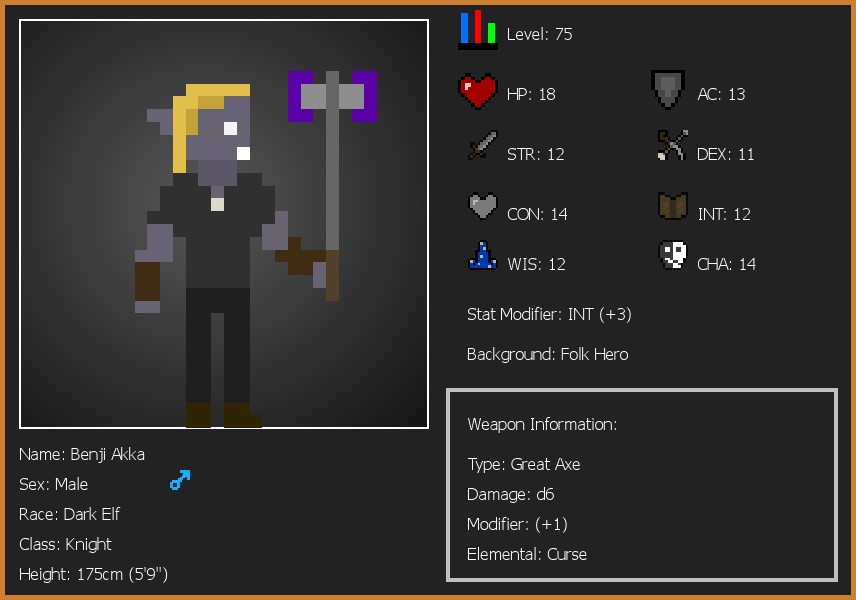 Level: 75
HP: 18
AC: 13
STR: 12
DEX: 11
CON: 14
INT: 12
WIS: 12
CHA: 14
Stat Modifier: INT (+3)
Background: Folk Hero
Weapon Information:
Type: Great Axe
Damage: d6
Modifier: (+1)
Elemental: Curse
Name: Benji Akka
Sex: Male
Race: Dark Elf
Class: Knight
Height: 175cm (5'9")